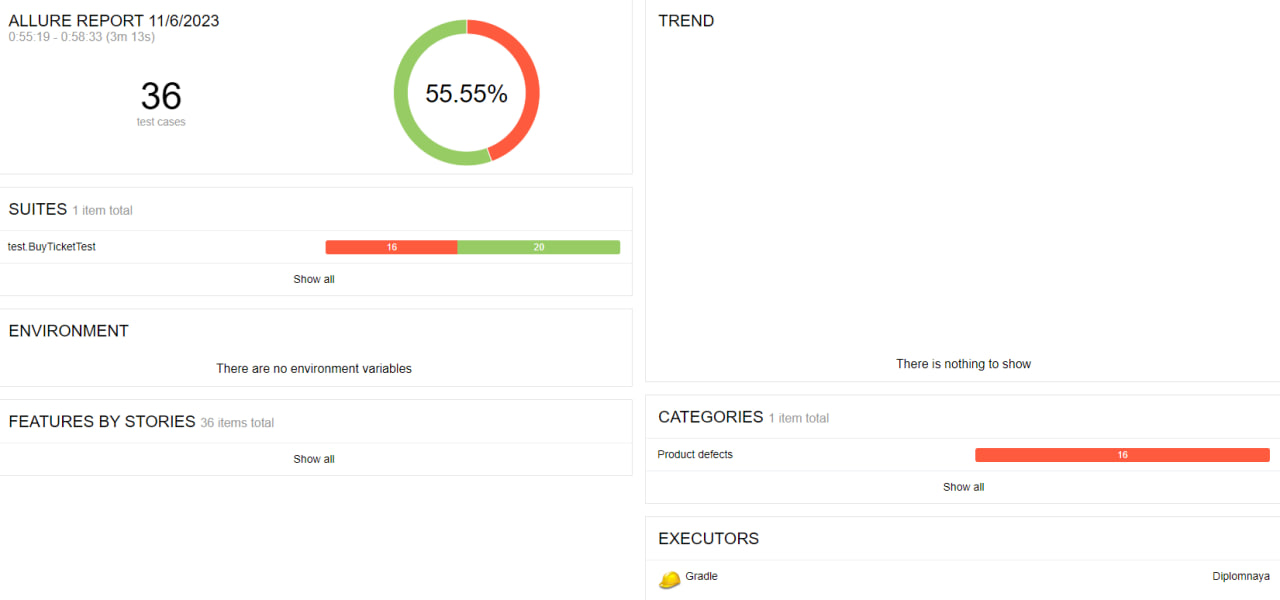 ALLURE REPORT 11/6/2023
0:55:19 - 0:58:33 (3m 13s)
36
test cases
55.55%
SUITES 1 item total
test.BuyTicketTest 16 20
Show all
ENVIRONMENT
There are no environment variables
FEATURES BY STORIES 36 items total
Show all
TREND
There is nothing to show
CATEGORIES 1 item total
Product defects 16
Show all
EXECUTORS
Gradle Diplomnaya